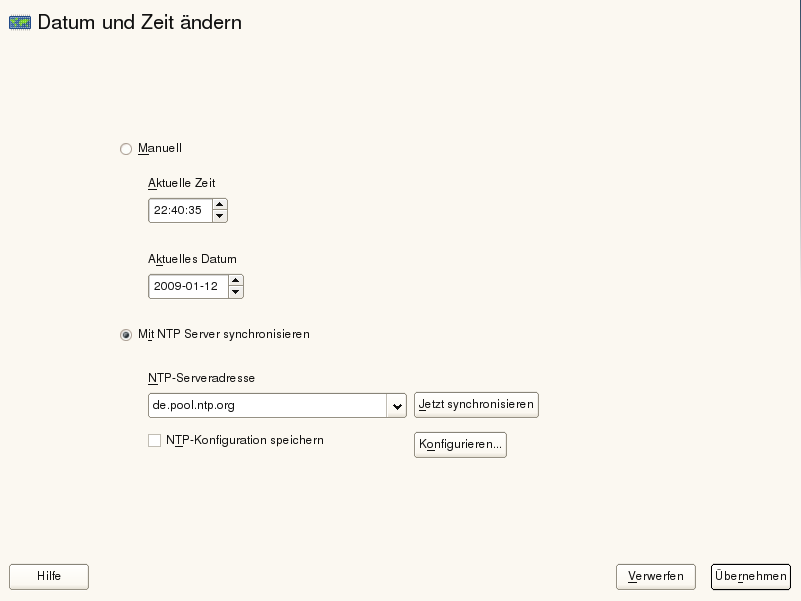 Datum und Zeit ändern
Manuell
Aktuelle Zeit
22:40:35
Aktuelles Datum
2009-01-12
Mit NTP Server synchronisieren
NTP-Serveradresse
de.pool.ntp.org
Jetzt synchronisieren
NTP-Konfiguration speichern
Konfigurieren...
Hilfe
Verwerfen
Übernehmen